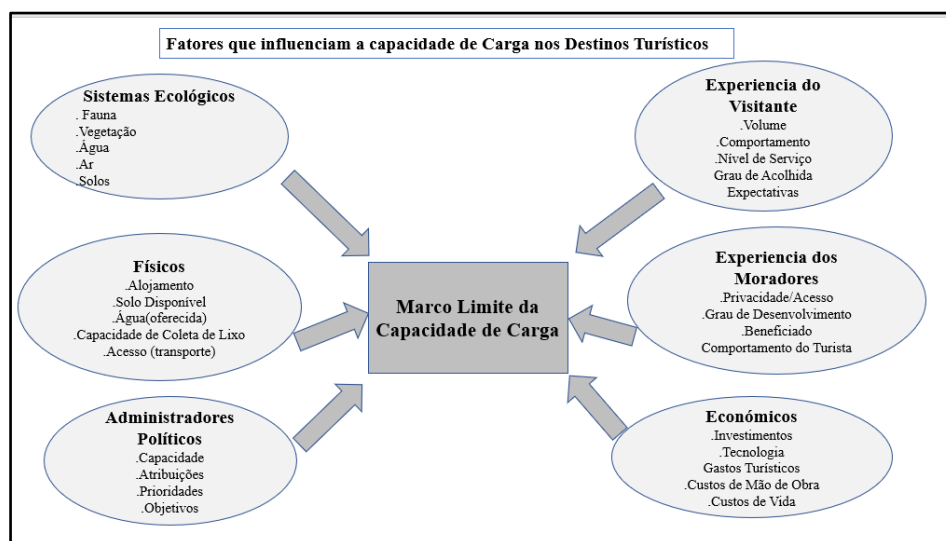 Fatores que influenciam a capacidade de Carga nos Destinos Turísticos
Sistemas Ecológicos
. Fauna
.Vegetação
.Água
.Ar
.Solos
Físicos
.Alojamento
.Solo Disponível
.Água(oferecida)
.Capacidade de Coleta de Lixo
.Acesso (transporte)
Administradores
Políticos
.Capacidade
.Atribuições
.Prioridades
.Objetivos
Marco Limite da
Capacidade de Carga
Experiencia do
Visitante
.Volume
.Comportamento
.Nível de Serviço
Grau de Acolhida
Expectativas
Experiencia dos
Moradores
.Privacidade/Acesso
.Grau de Desenvolvimento
.Beneficiado
Comportamento do Turista
Económicos
.Investimentos
.Tecnologia
Gastos Turísticos
.Custos de Mão de Obra
.Custos de Vida